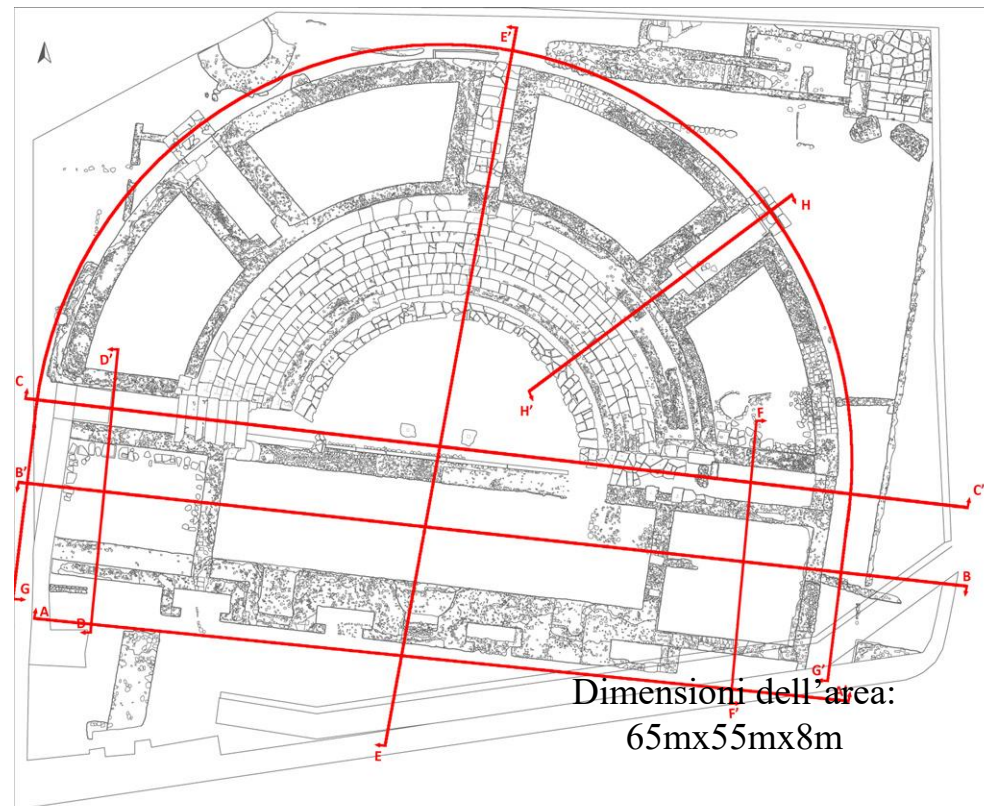 E'
H
D'
H'
C
F
B'
C'
B
G
A
D
G'
A'
F'
E
Dimensioni dell’area:
65mx55mx8m